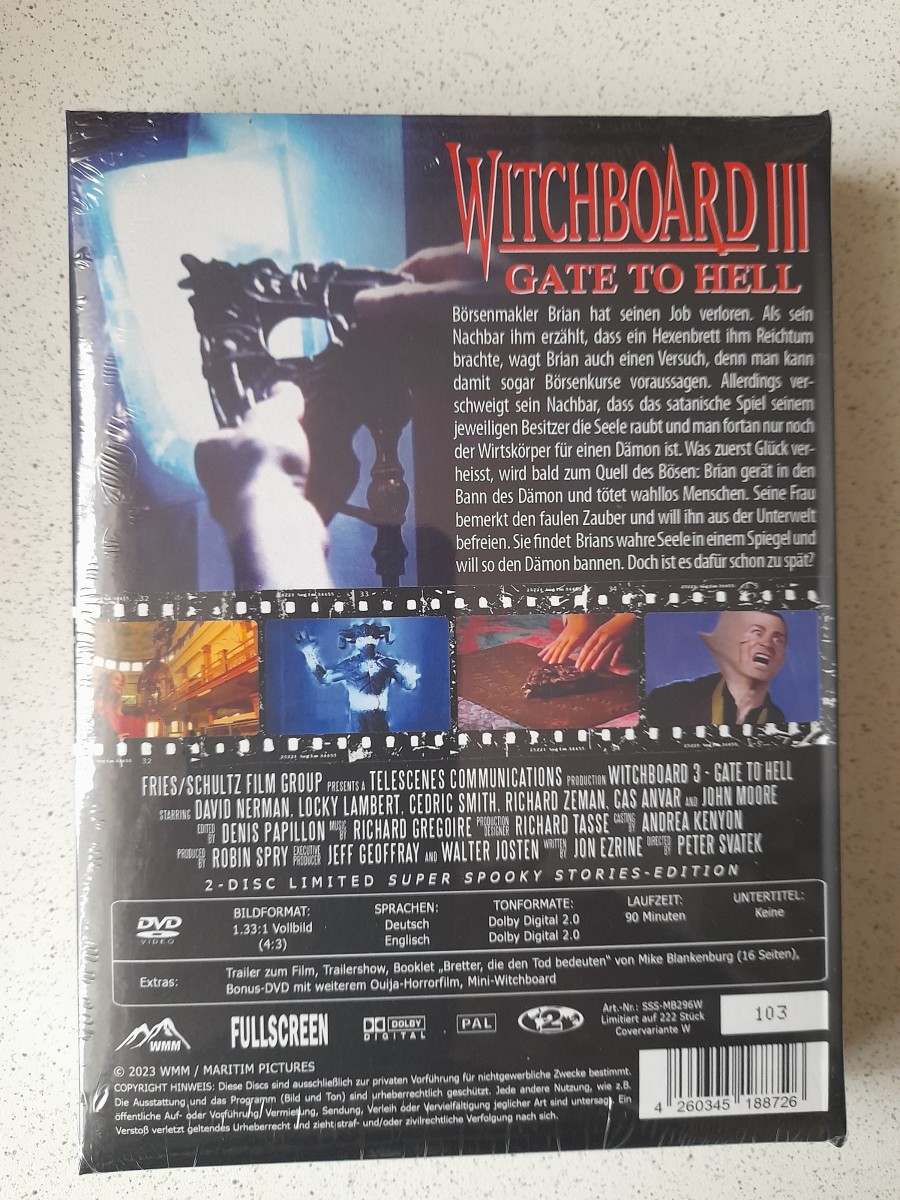 WITCHBOARD III
GATE TO HELL
Börsenmakler Brian hat seinen Job verloren. Als sein
Nachbar ihm erzählt, dass ein Hexenbrett ihm Reichtum
brachte, wagt Brian auch einen Versuch, denn man kann
damit sogar Börsenkurse voraussagen. Allerdings ver-
schweigt sein Nachbar, dass das satanische Spiel seinem
jeweiligen Besitzer die Seele raubt und man fortan nur noch
der Wirtskörper für einen Dämon ist. Was zuerst Glück ver-
heisst, wird bald zum Quell des Bösen: Brian gerät in den
Bann des Dämon und tötet wahllos Menschen. Seine Frau
bemerkt den faulen Zauber und will ihn aus der Unterwelt
befreien. Sie findet Brians wahre Seele in einem Spiegel und
will so den Dämon bannen. Doch ist es dafür schon zu spät?
32 33 34
32
FRIES/SCHULTZ FILM GROUP PRESENTS A TELESCENES COMMUNICATIONS PRODUCTION WITCHBOARD 3 - GATE TO HELL
STARRING DAVID NERMAN, LOCKY LAMBERT, CEDRIC SMITH, RICHARD ZEMAN, CAS ANVAR AND JOHN MOORE
EDITED BY DENIS PAPILLON MUSIC BY RICHARD GREGOIRE PRODUCTION DESIGNER RICHARD TASSE CASTING BY ANDREA KENYON
PRODUCED BY ROBIN SPRY EXECUTIVE PRODUCER JEFF GEOFFRAY AND WALTER JOSTEN WRITTEN BY JON EZRINE DIRECTED BY PETER SVATEK
2-DISC LIMITED SUPER SPOOKY STORIES-EDITION
DVD VIDEO
BILDFORMAT:
1.33:1 Vollbild
(4:3)
SPRACHEN:
Deutsch
Englisch
TONFORMATE:
Dolby Digital 2.0
Dolby Digital 2.0
LAUFZEIT:
90 Minuten
UNTERTITEL:
Keine
Extras:
Trailer zum Film, Trailershow, Booklet „Bretter, die den Tod bedeuten" von Mike Blankenburg (16 Seiten),
Bonus-DVD mit weiterem Ouija-Horrorfilm, Mini-Witchboard
WMM
FULLSCREEN
DOLBY
DIGITAL
PAL
2
Art.-Nr.: SSS-MB296W
Limitiert auf 222 Stück
Covervariante W
103
© 2023 WMM / MARITIM PICTURES
COPYRIGHT HINWEIS: Diese Discs sind ausschließlich zur privaten Vorführung für nichtgewerbliche Zwecke bestimmt.
Die Ausstattung und das Programm (Bild und Ton) sind urheberrechtlich geschützt. Jede andere Nutzung, wie z.B.
öffentliche Auf- oder Vorführung, Vermietung, Sendung, Verleih oder Vervielfältigung jeglicher Art sind untersagt. Ein
Verstoß verletzt geltendes Urheberrecht und zieht straf- und/oder zivilrechtliche Verfolgung nach sich.
4 260345 188726